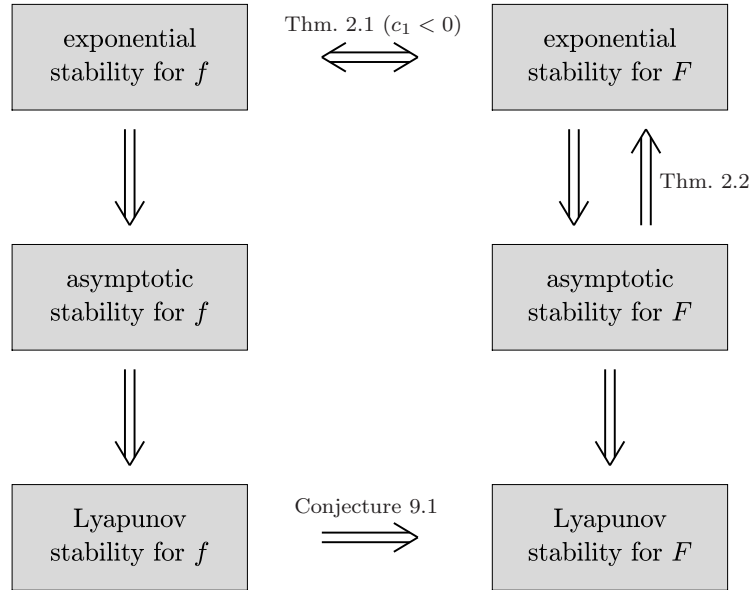 Thm. 2.1 (c₁ < 0)
exponential
stability for f
exponential
stability for F
Thm. 2.2
asymptotic
stability for f
asymptotic
stability for F
Conjecture 9.1
Lyapunov
stability for f
Lyapunov
stability for F